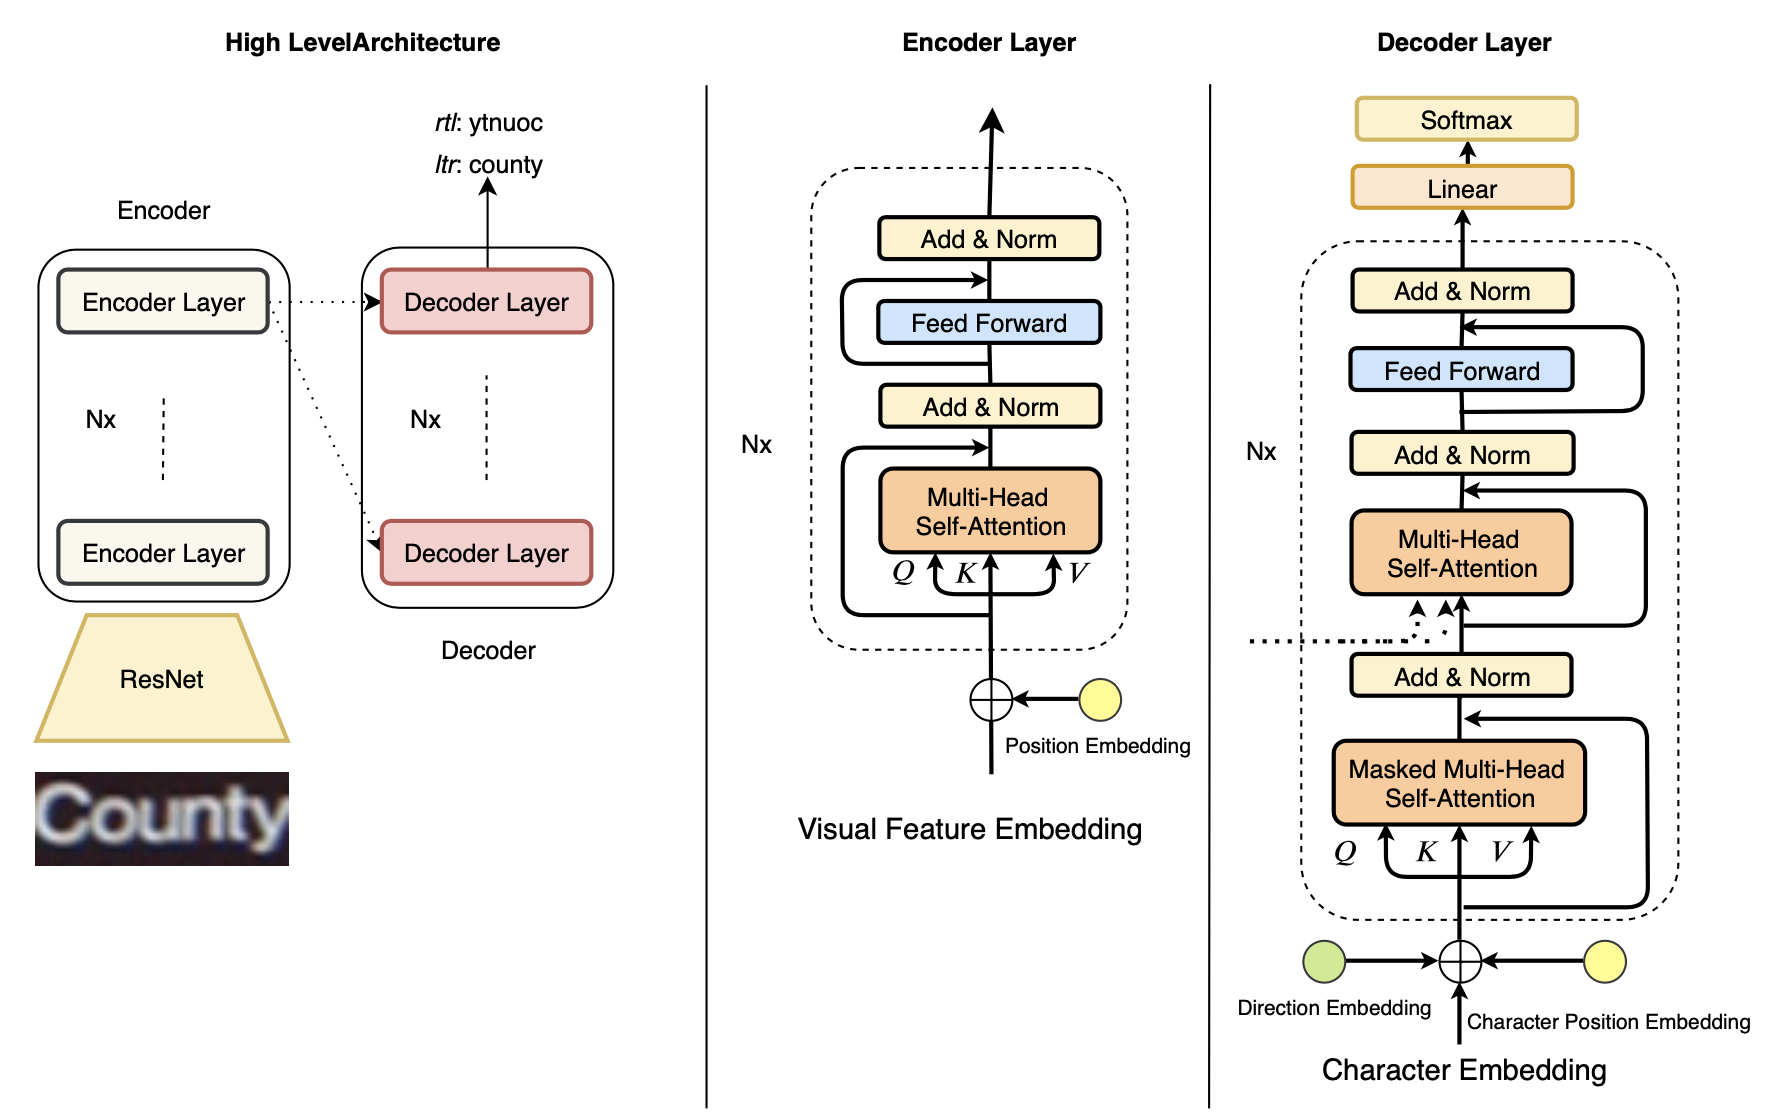 High LevelArchitecture
rtl: ytnuoc
ltr: county
Encoder
Encoder Layer
Decoder Layer
Nx
Nx
Encoder Layer
Decoder Layer
Decoder
ResNet
County
Encoder Layer
Add & Norm
Feed Forward
Add & Norm
Nx
Multi-Head
Self-Attention
Q K V
Position Embedding
Visual Feature Embedding
Decoder Layer
Softmax
Linear
Add & Norm
Feed Forward
Nx
Add & Norm
Multi-Head
Self-Attention
Add & Norm
Masked Multi-Head
Self-Attention
Q K V
Direction Embedding
Character Position Embedding
Character Embedding